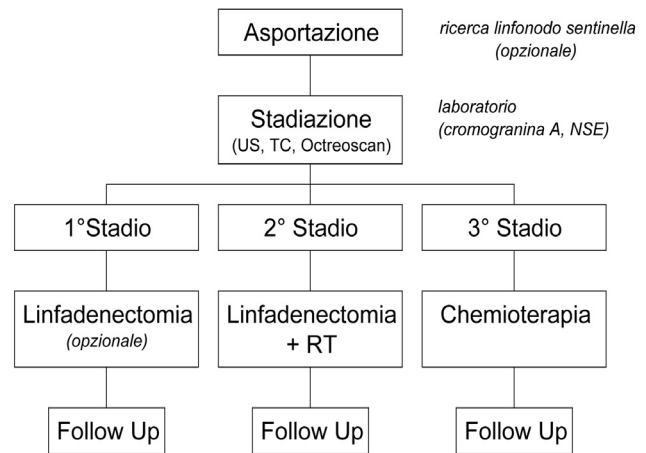 Asportazione
ricerca linfonodo sentinella
(opzionale)
Stadiazione
(US, TC, Octreoscan)
laboratorio
(cromogranina A, NSE)
1°Stadio
2° Stadio
3° Stadio
Linfadenectomia
(opzionale)
Linfadenectomia
+ RT
Chemioterapia
Follow Up
Follow Up
Follow Up